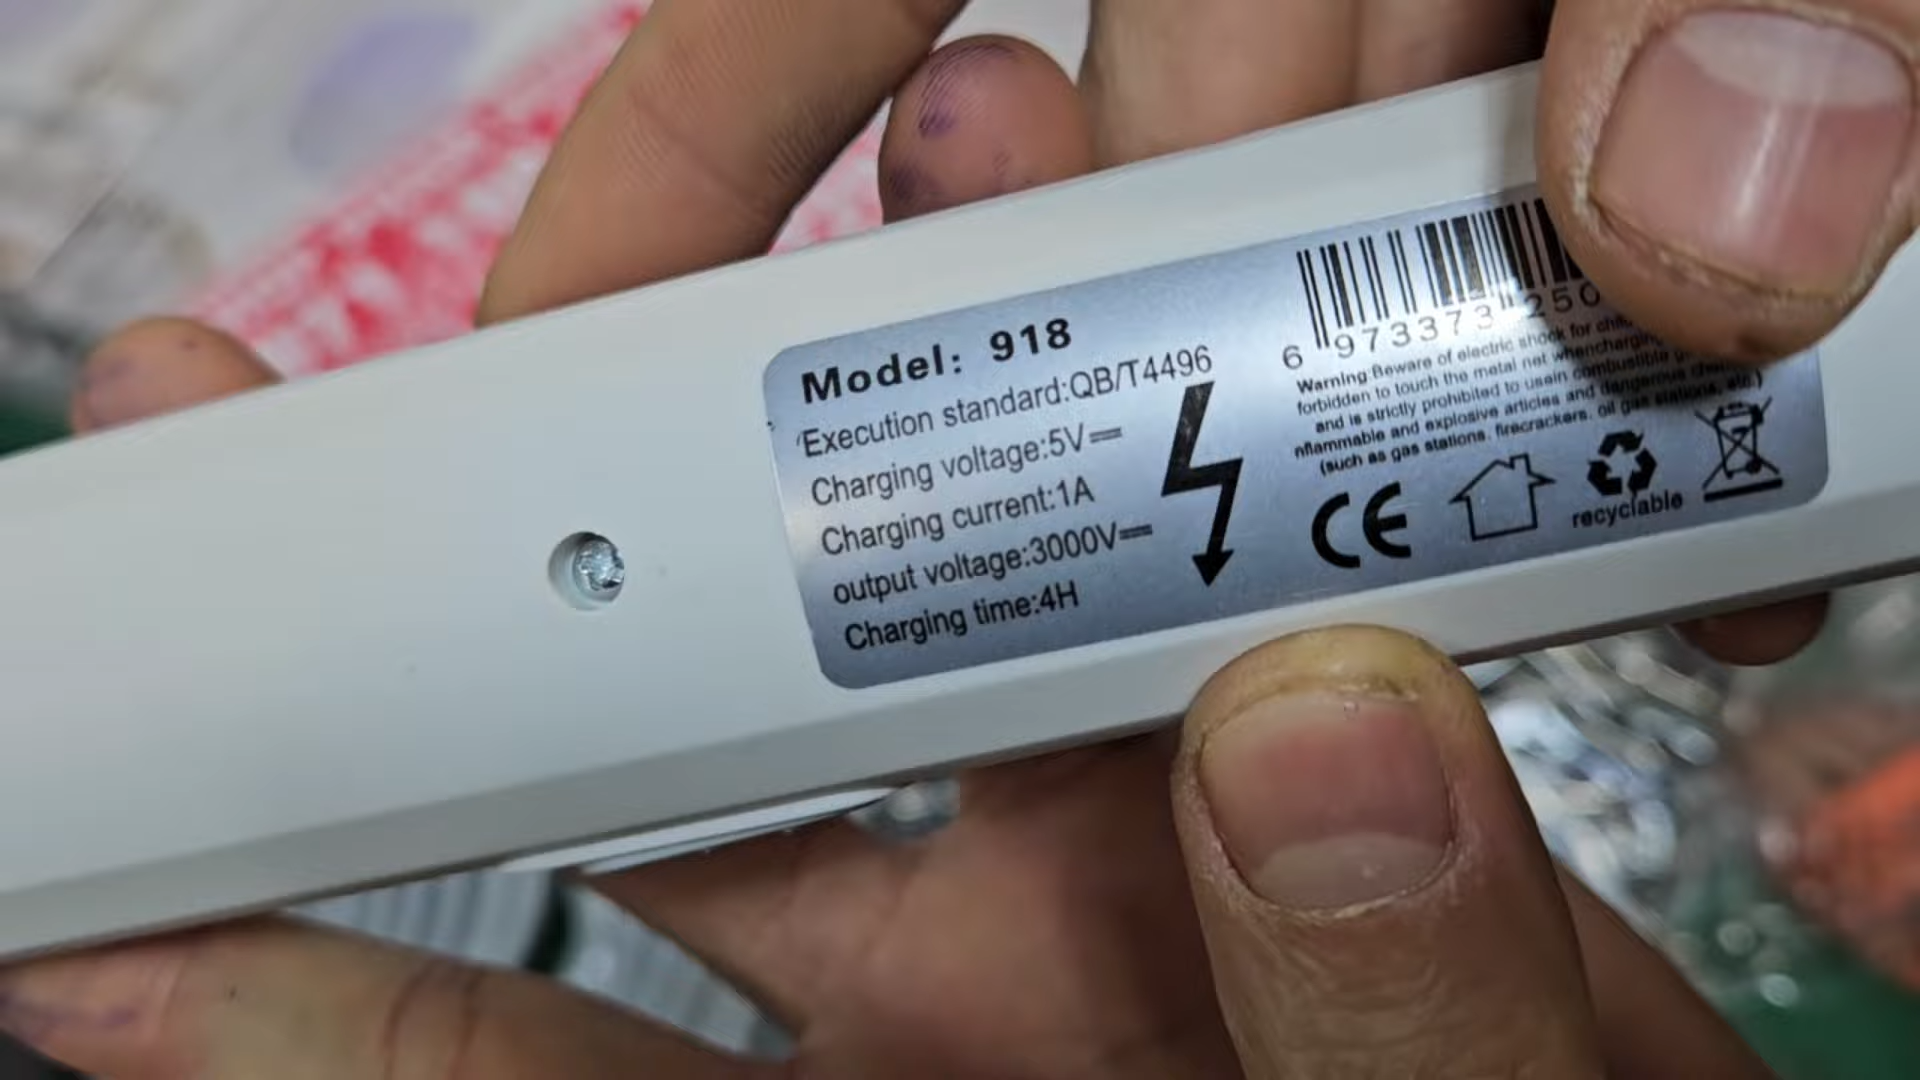 Model: 918
Execution standard:QB/T4496
Charging voltage:5V⎓
Charging current:1A
output voltage:3000V⎓
Charging time:4H
6 973373 250
Warning:Beware of electric shock for
forbidden to touch the metal net whencharging
and is strictly prohibited to usein combustible
nflammable and explosive articles and dangerous
(such as gas stations, firecrackers, oil gas stations, etc.)
CE
recyclable